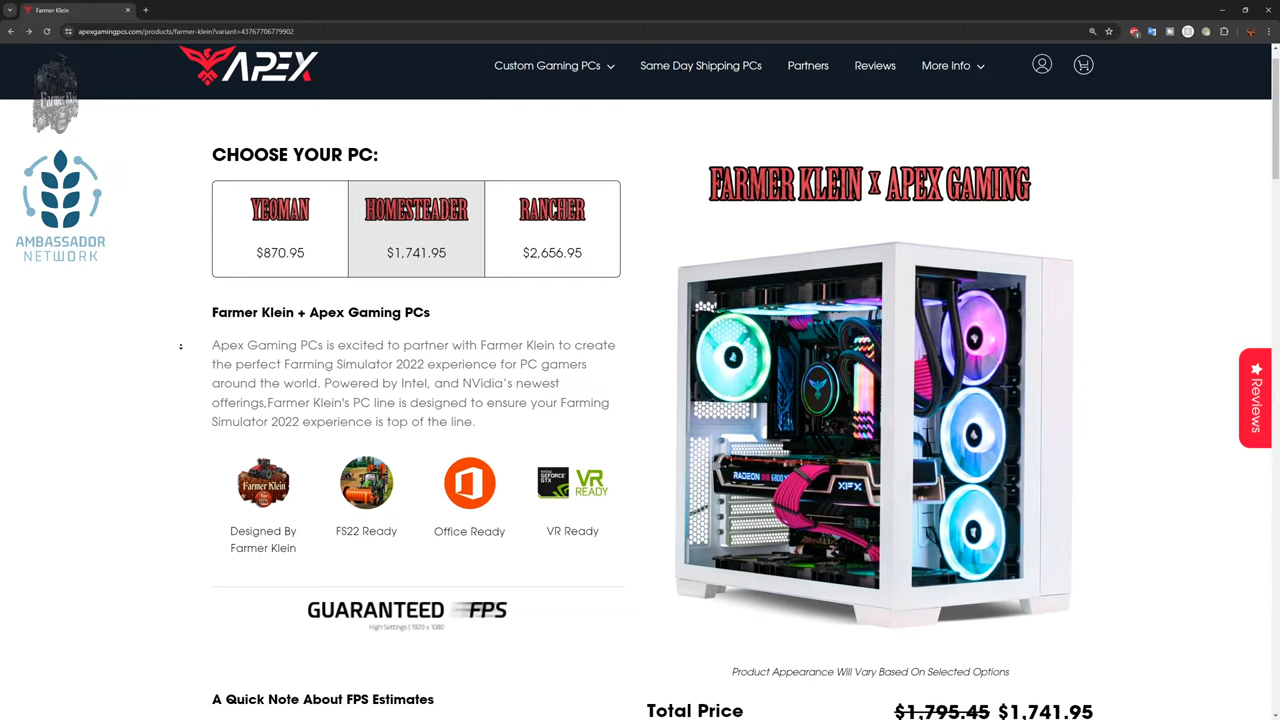 Farmer Klein
apexgamingpcs.com/products/farmer-klein?variant=43767706779902
APEX
Custom Gaming PCs
Same Day Shipping PCs
Partners
Reviews
More Info
Farmer Klein
AMBASSADOR
NETWORK
CHOOSE YOUR PC:
YEOMAN
HOMESTEADER
RANCHER
$870.95
$1,741.95
$2,656.95
Farmer Klein + Apex Gaming PCs
Apex Gaming PCs is excited to partner with Farmer Klein to create
the perfect Farming Simulator 2022 experience for PC gamers
around the world. Powered by Intel, and NVidia's newest
offerings,Farmer Klein's PC line is designed to ensure your Farming
Simulator 2022 experience is top of the line.
Farmer Klein
GEFORCE
GTX
VR
READY
Designed By
Farmer Klein
FS22 Ready
Office Ready
VR Ready
GUARANTEED FPS
High Settings | 1920 x 1080
A Quick Note About FPS Estimates
FARMER KLEIN x APEX GAMING
RADEON
6800
XFX
Product Appearance Will Vary Based On Selected Options
Total Price
$1,795.45 $1,741.95
Reviews